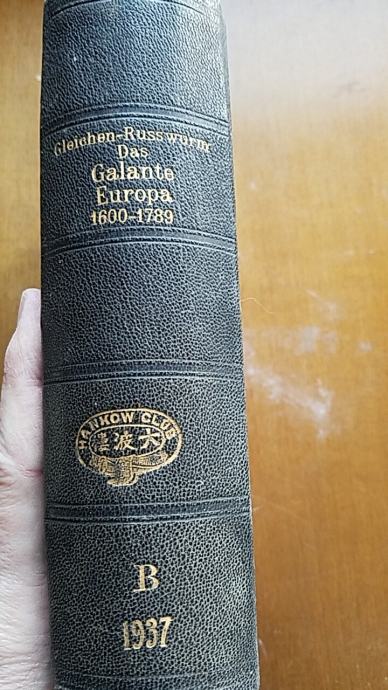 Gleichen-Russwurm
Das
Galante
Europa
1600-1789
HANKOW CLUB
B
1937